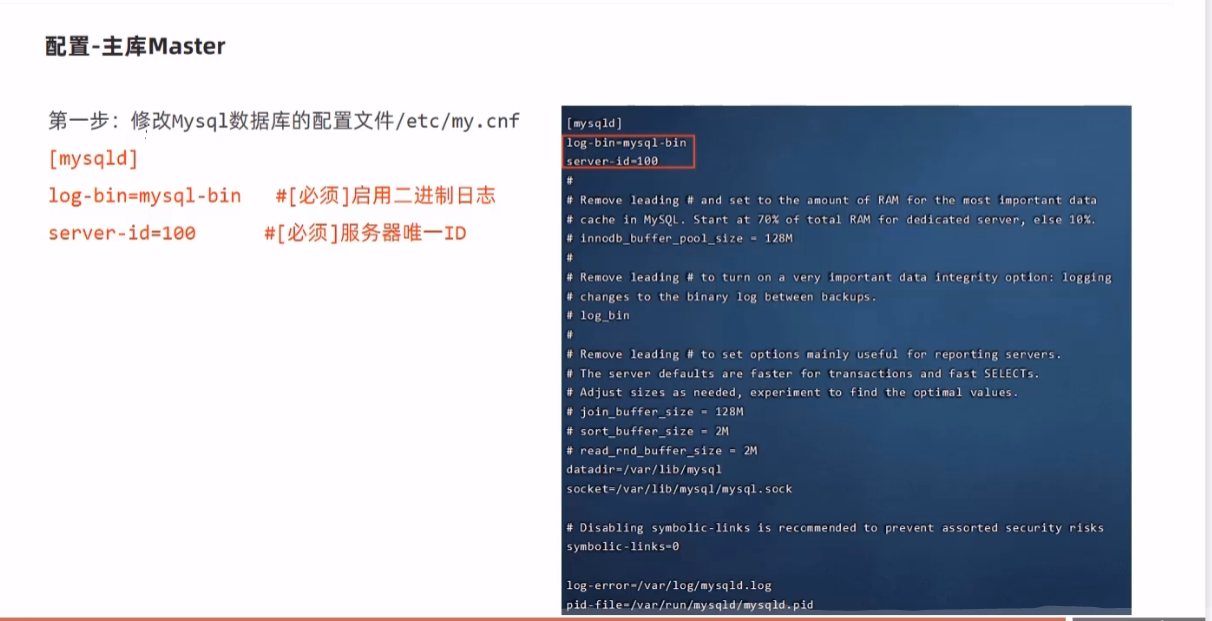 配置-主库Master
第一步：修改Mysql数据库的配置文件/etc/my.cnf
[mysqld]
log-bin=mysql-bin #[必须]启用二进制日志
server-id=100 #[必须]服务器唯一ID
[mysqld]
log-bin=mysql-bin
server-id=100
#
# Remove leading # and set to the amount of RAM for the most important data
# cache in MySQL. Start at 70% of total RAM for dedicated server, else 10%.
# innodb_buffer_pool_size = 128M
#
# Remove leading # to turn on a very important data integrity option: logging
# changes to the binary log between backups.
# log_bin
#
# Remove leading # to set options mainly useful for reporting servers.
# The server defaults are faster for transactions and fast SELECTs.
# Adjust sizes as needed, experiment to find the optimal values.
# join_buffer_size = 128M
# sort_buffer_size = 2M
# read_rnd_buffer_size = 2M
datadir=/var/lib/mysql
socket=/var/lib/mysql/mysql.sock
# Disabling symbolic-links is recommended to prevent assorted security risks
symbolic-links=0
log-error=/var/log/mysqld.log
pid-file=/var/run/mysqld/mysqld.pid